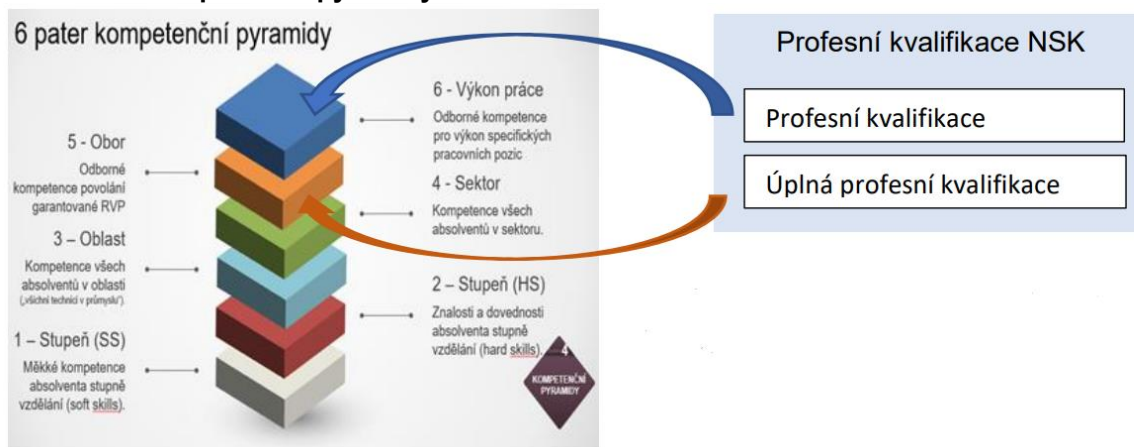 6 pater kompetenční pyramidy
5 - Obor
Odborné
kompetence povolání
garantované RVP
3 – Oblast
Kompetence všech
absolventů v oblasti
(„všichni technici v průmyslu“).
1 – Stupeň (SS)
Měkké kompetence
absolventa stupně
vzdělání (soft skills).
6 - Výkon práce
Odborné kompetence
pro výkon specifických
pracovních pozic
4 - Sektor
Kompetence všech
absolventů v sektoru.
2 – Stupeň (HS)
Znalosti a dovednosti
absolventa stupně
vzdělání (hard skills).
4
KOMPETENČNÍ
PYRAMIDY
Profesní kvalifikace NSK
Profesní kvalifikace
Úplná profesní kvalifikace